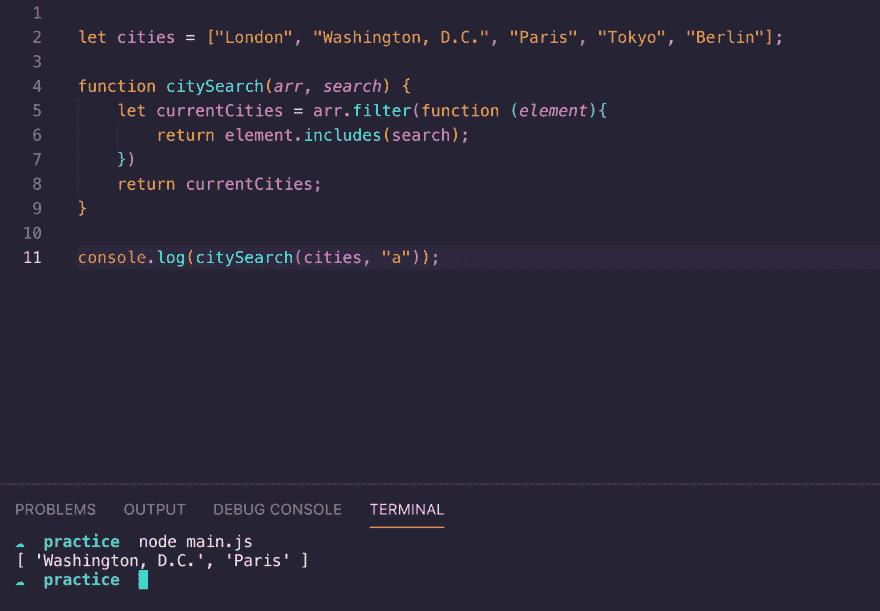 1
2 let cities = ["London", "Washington, D.C.", "Paris", "Tokyo", "Berlin"];
3
4 function citySearch(arr, search) {
5     let currentCities = arr.filter(function (element){
6         return element.includes(search);
7     })
8     return currentCities;
9 }
10
11 console.log(citySearch(cities, "a"));
PROBLEMS OUTPUT DEBUG CONSOLE TERMINAL
practice node main.js
[ 'Washington, D.C.', 'Paris' ]
practice